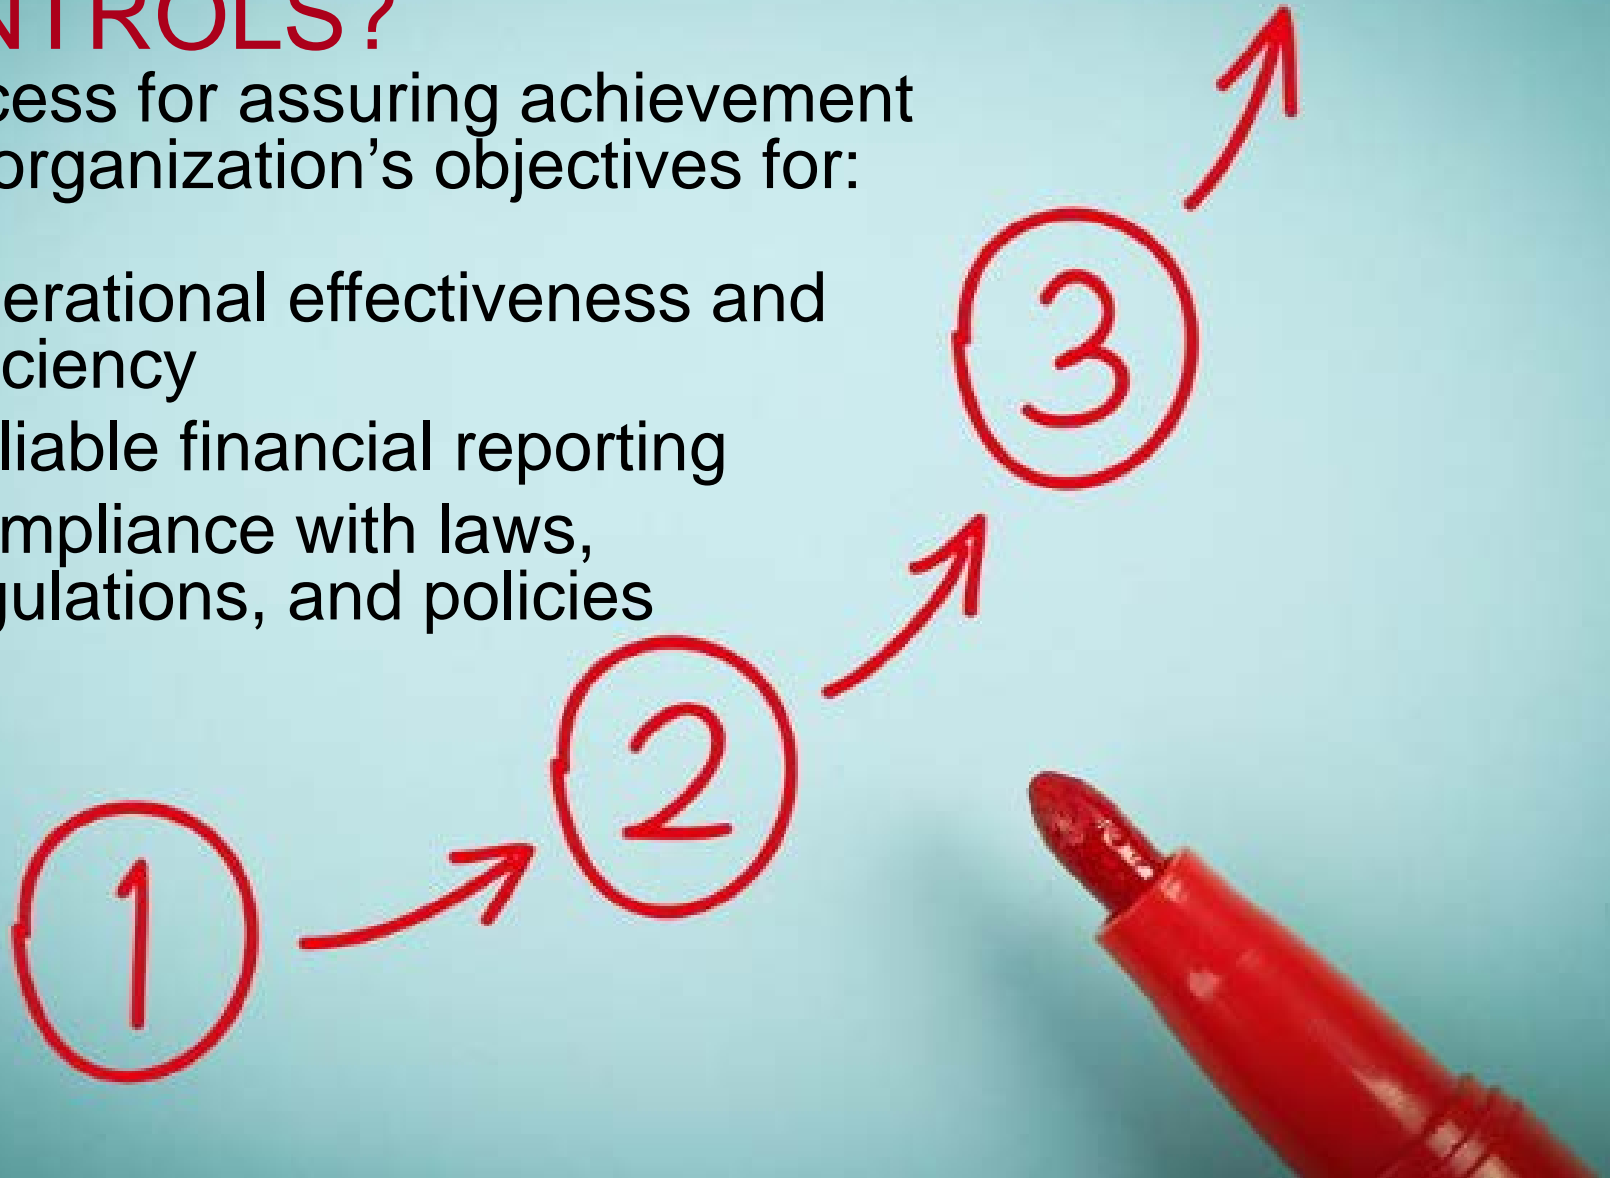 NTROLS?
cess for assuring achievement
organization's objectives for:
erational effectiveness and
ciency
liable financial reporting
mpliance with laws,
gulations, and policies
3
2
1